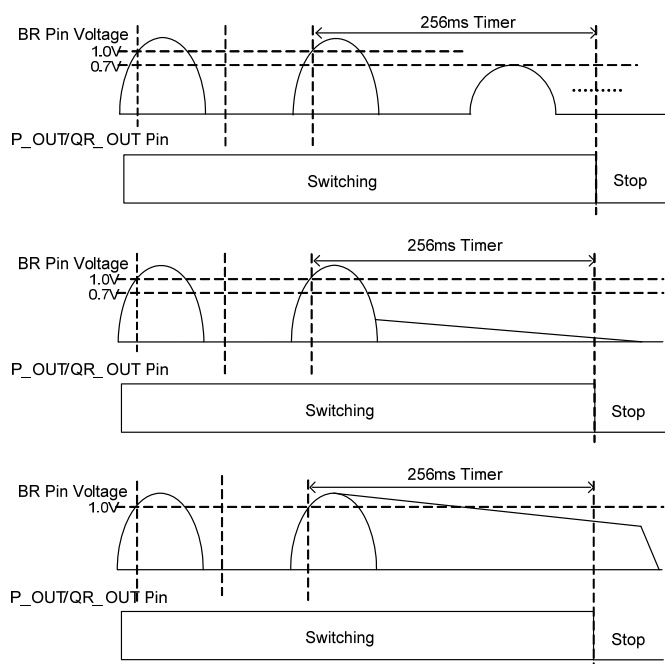 256ms Timer
BR Pin Voltage
1.0V
0.7V
P_OUT/QR_OUT Pin
Switching
Stop
256ms Timer
BR Pin Voltage
1.0V
0.7V
P_OUT/QR_OUT Pin
Switching
Stop
256ms Timer
BR Pin Voltage
1.0V
P_OUT/QR_OUT Pin
Switching
Stop